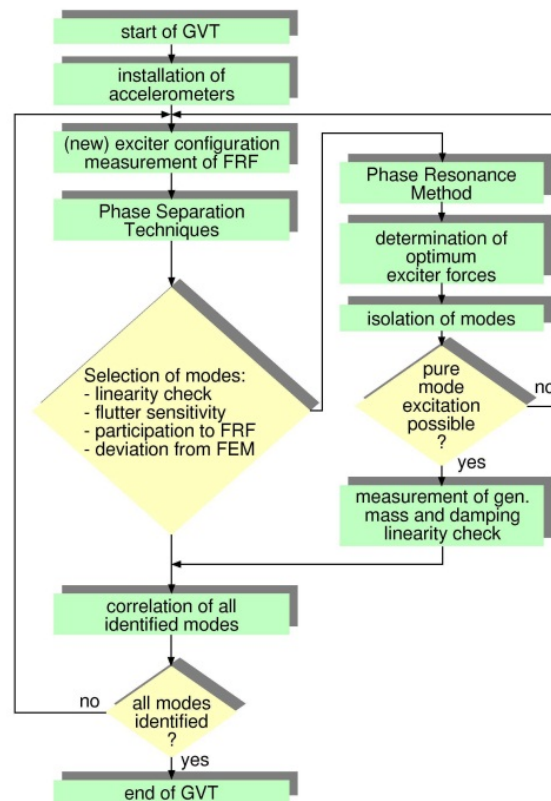 start of GVT
installation of
accelerometers
(new) exciter configuration
measurement of FRF
Phase Separation
Techniques
Selection of modes:
- linearity check
- flutter sensitivity
- participation to FRF
- deviation from FEM
Phase Resonance
Method
determination of
optimum
exciter forces
isolation of modes
pure
mode
excitation
possible
?
no
yes
measurement of gen.
mass and damping
linearity check
correlation of all
identified modes
no
all modes
identified
?
yes
end of GVT